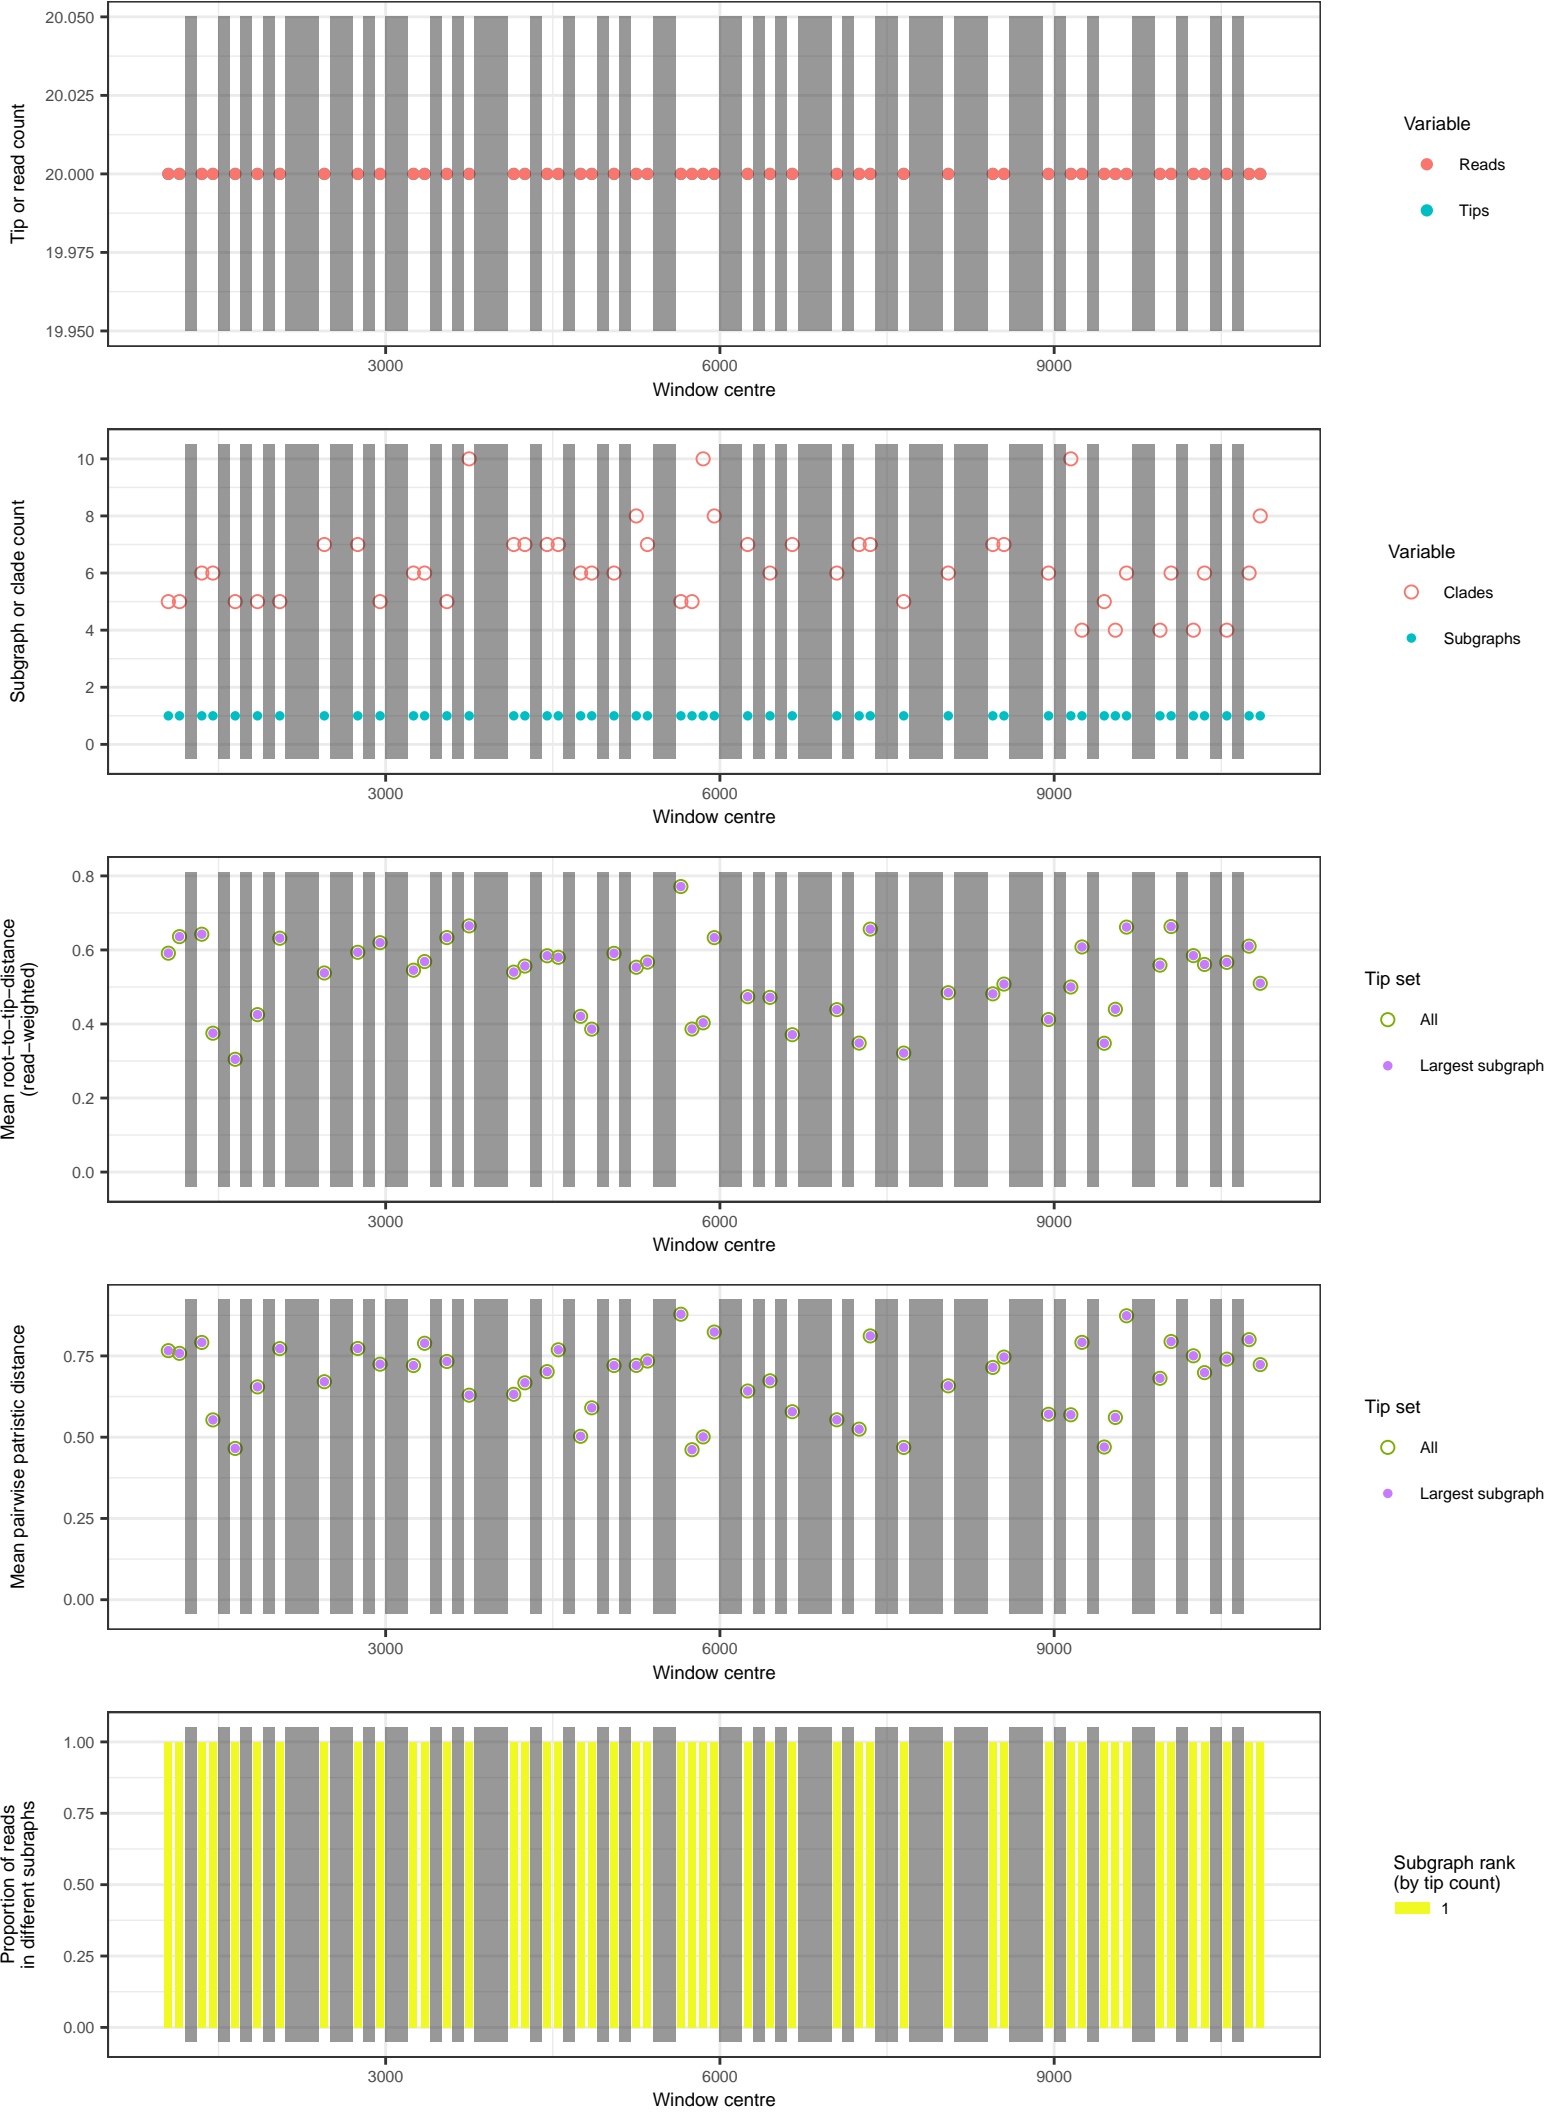 20.050
20.025
20.000
19.975
19.950
Tip or read count
3000
6000
9000
Window centre
Variable
Reads
Tips
10
8
6
4
2
0
Subgraph or clade count
3000
6000
9000
Window centre
Variable
Clades
Subgraphs
0.8
0.6
0.4
0.2
0.0
Mean root−to−tip−distance
(read−weighted)
3000
6000
9000
Window centre
Tip set
All
Largest subgraph
0.75
0.50
0.25
0.00
Mean pairwise patristic distance
3000
6000
9000
Window centre
Tip set
All
Largest subgraph
1.00
0.75
0.50
0.25
0.00
Proportion of reads
in different subraphs
3000
6000
9000
Window centre
Subgraph rank
(by tip count)
1